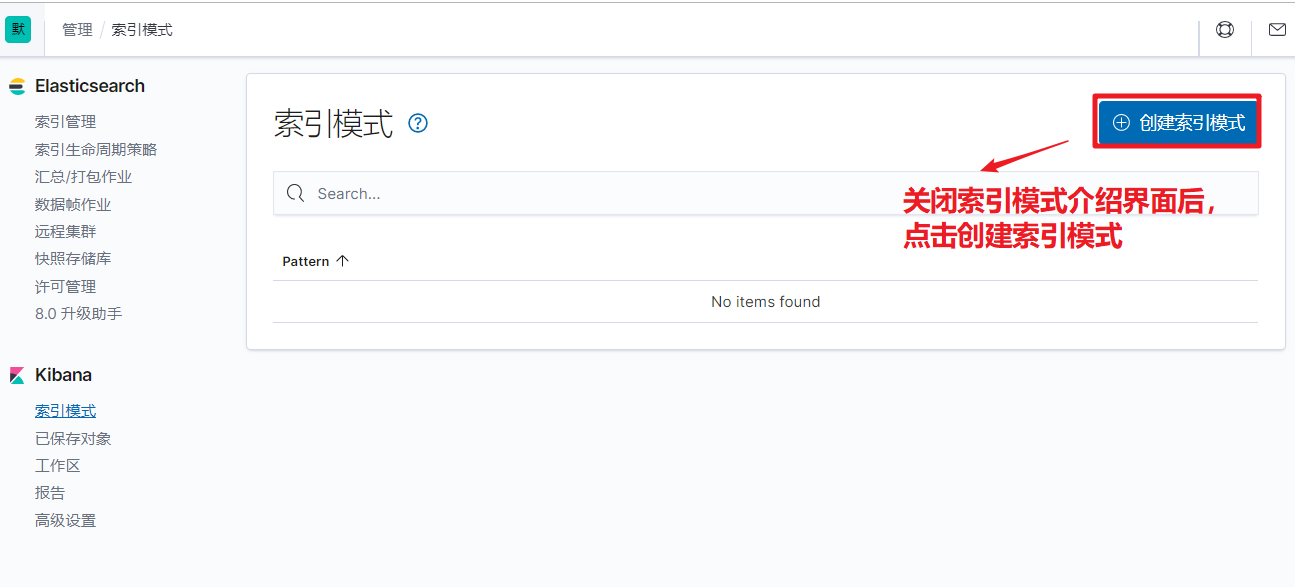 默
管理 / 索引模式
Elasticsearch
索引管理
索引生命周期策略
汇总/打包作业
数据帧作业
远程集群
快照存储库
许可管理
8.0 升级助手
Kibana
索引模式
已保存对象
工作区
报告
高级设置
索引模式
创建索引模式
Search...
关闭索引模式介绍界面后，
点击创建索引模式
Pattern
No items found